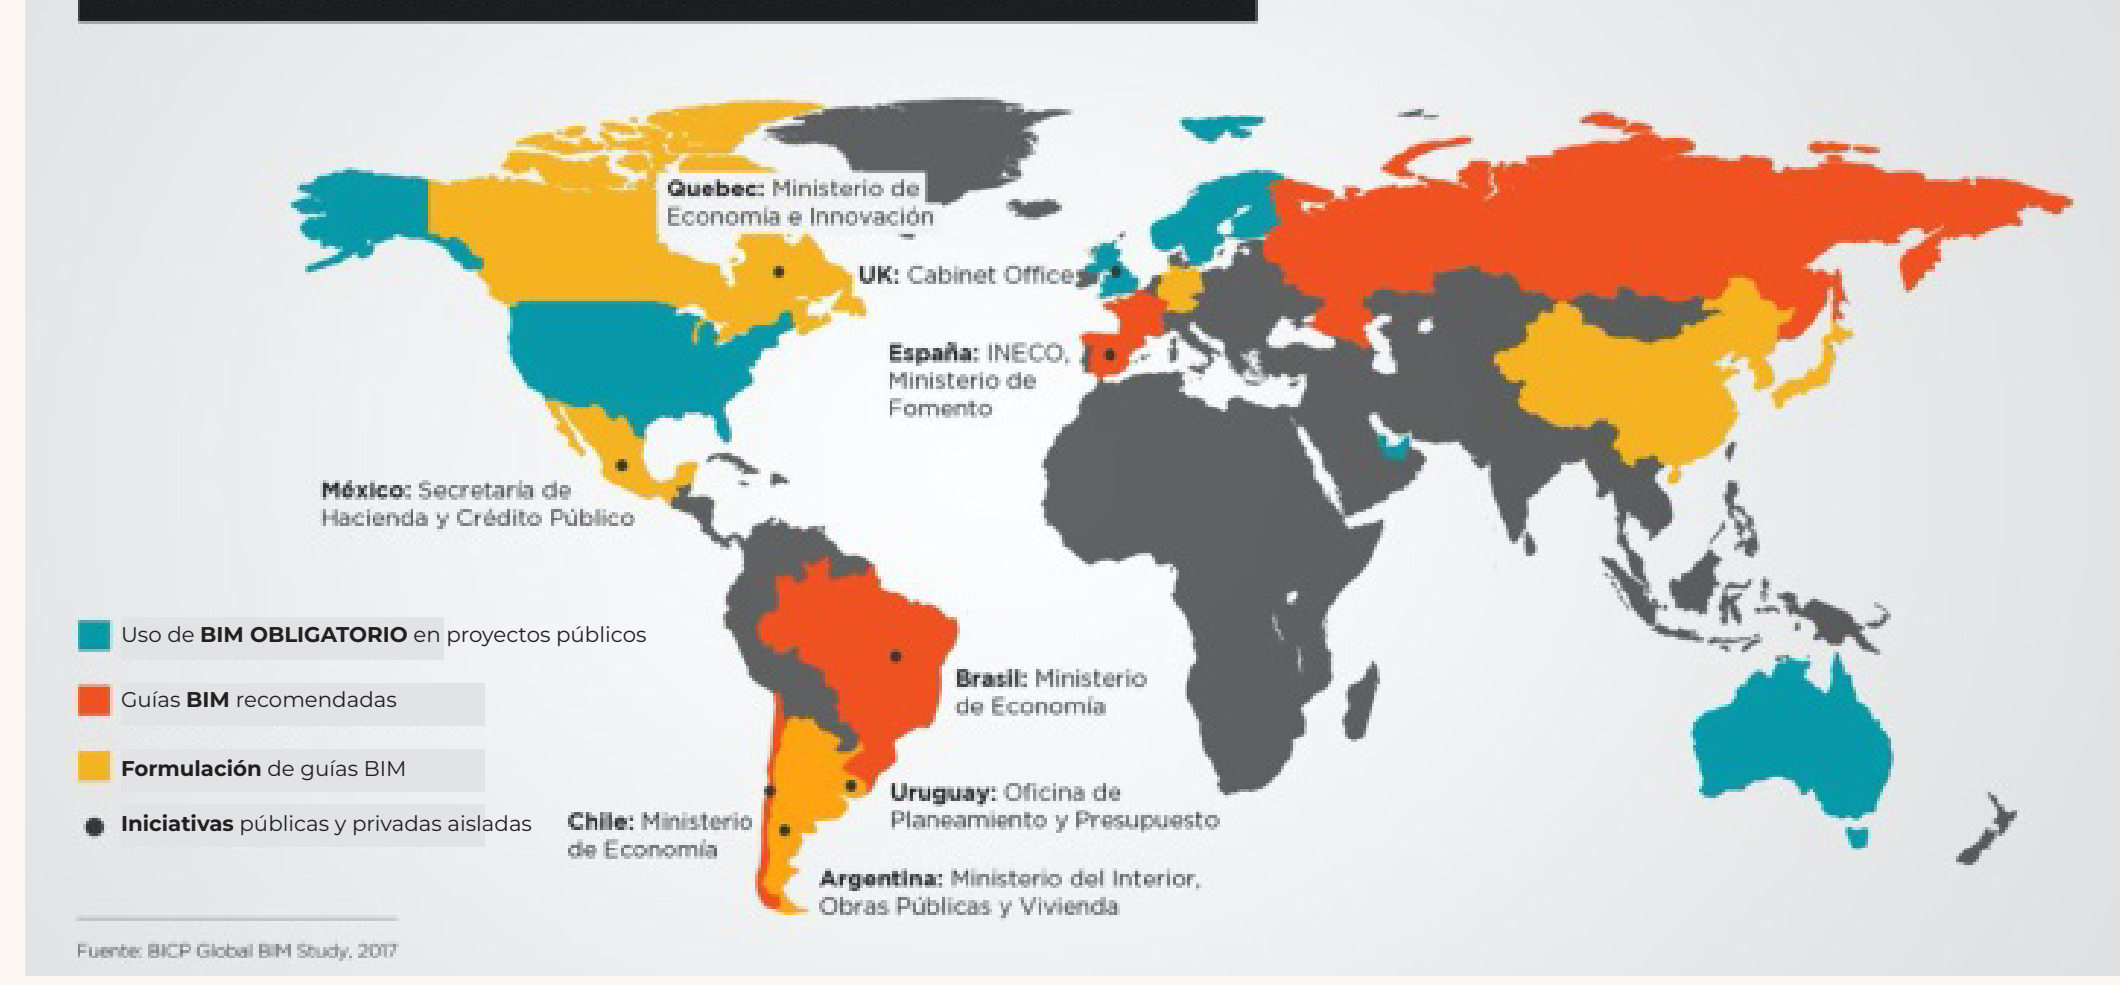 Quebec: Ministerio de
Economía e Innovación
UK: Cabinet Office
España: INECO,
Ministerio de
Fomento
México: Secretaría de
Hacienda y Crédito Público
Uso de BIM OBLIGATORIO en proyectos públicos
Guías BIM recomendadas
Formulación de guías BIM
Iniciativas públicas y privadas aisladas
Brasil: Ministerio
de Economía
Uruguay: Oficina de
Planeamiento y Presupuesto
Chile: Ministerio
de Economía
Argentina: Ministerio del Interior,
Obras Públicas y Vivienda
Fuente: BICP Global BIM Study, 2017